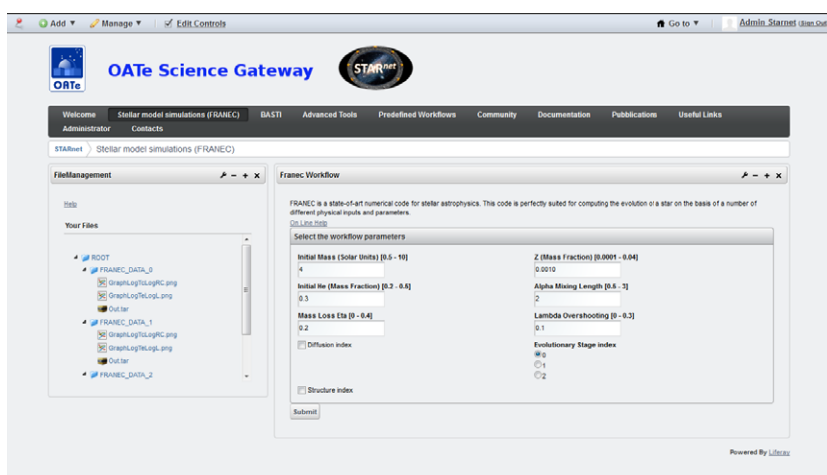 Add ▼ Manage ▼ Edit Controls Go to ▼ Admin Starnet (Sign Out
OATe
OATe Science Gateway
STARnet
Welcome Stellar model simulations (FRANEC) BASTI Advanced Tools Predefined Workflows Community Documentation Pubblications Useful Links
Administrator Contacts
STARnet Stellar model simulations (FRANEC)
FileManagement
Help
Your Files
ROOT
FRANEC_DATA_0
GraphLogTcLogRC.png
GraphLogTeLogL.png
Out.tar
FRANEC_DATA_1
GraphLogTcLogRC.png
GraphLogTeLogL.png
Out.tar
FRANEC_DATA_2
Franec Workflow
FRANEC is a state-of-art numerical code for stellar astrophysics. This code is perfectly suited for computing the evolution of a star on the basis of a number of
different physical inputs and parameters.
On Line Help
Select the workflow parameters
Initial Mass (Solar Units) [0.5 - 10] Z (Mass Fraction) [0.0001 - 0.04]
4 0.0010
Initial He (Mass Fraction) [0.2 - 0.5] Alpha Mixing Length [0.5 - 3]
0.3 2
Mass Loss Eta [0 - 0.4] Lambda Overshooting [0 - 0.3]
0.2 0.1
Diffusion index Evolutionary Stage index
0
1
2
Structure index
Submit
Powered By Liferay